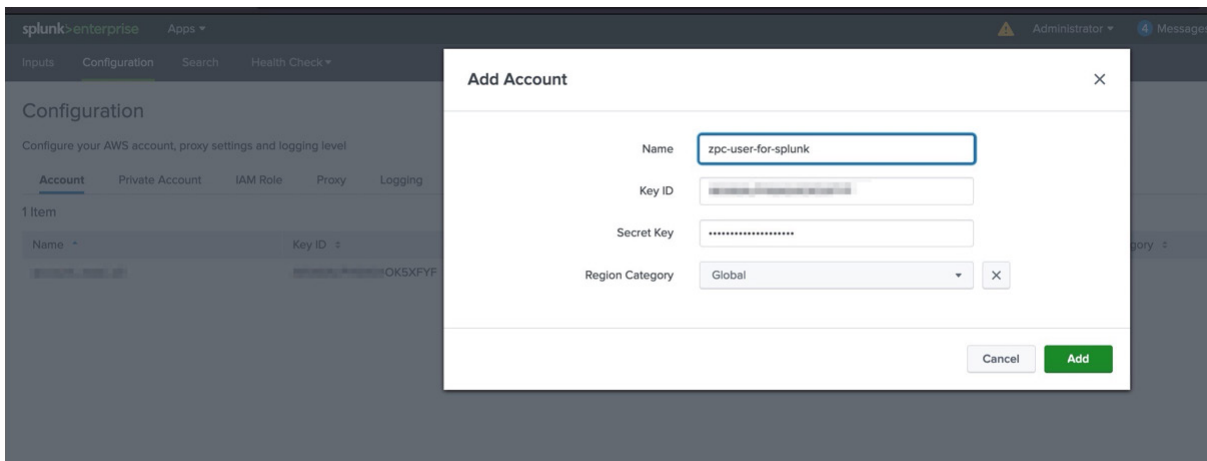 splunk>enterprise Apps
Administrator 4 Messages
Inputs Configuration Search Health Check
Add Account
Configuration
Configure your AWS account, proxy settings and logging level
Name zpc-user-for-splunk
Account Private Account IAM Role Proxy Logging
Key ID
1 Item
Secret Key ••••••••••••••••••••
Name Key ID gory
OK5XFYF
Region Category Global
Cancel Add